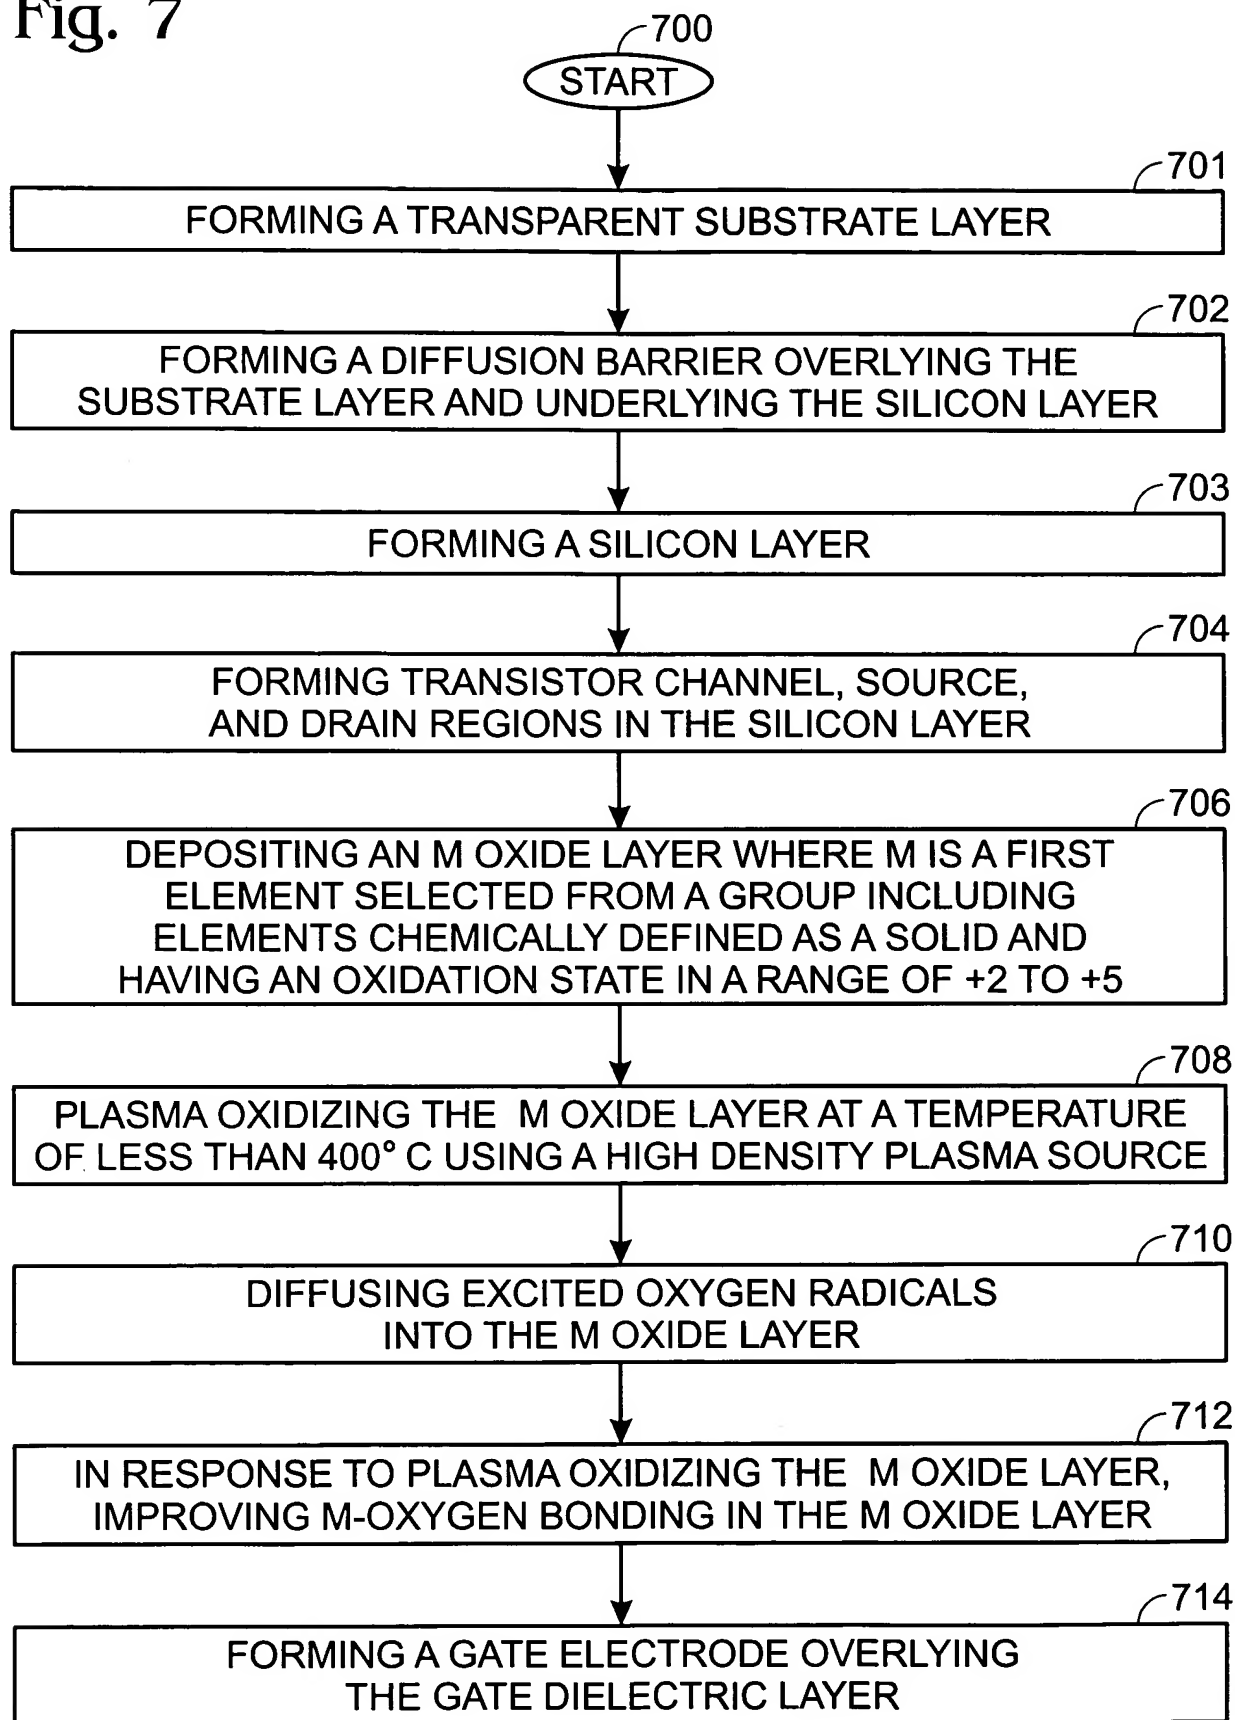 Fig. 7
700
START
701
FORMING A TRANSPARENT SUBSTRATE LAYER
702
FORMING A DIFFUSION BARRIER OVERLYING THE
SUBSTRATE LAYER AND UNDERLYING THE SILICON LAYER
703
FORMING A SILICON LAYER
704
FORMING TRANSISTOR CHANNEL, SOURCE,
AND DRAIN REGIONS IN THE SILICON LAYER
706
DEPOSITING AN M OXIDE LAYER WHERE M IS A FIRST
ELEMENT SELECTED FROM A GROUP INCLUDING
ELEMENTS CHEMICALLY DEFINED AS A SOLID AND
HAVING AN OXIDATION STATE IN A RANGE OF +2 TO +5
708
PLASMA OXIDIZING THE M OXIDE LAYER AT A TEMPERATURE
OF LESS THAN 400° C USING A HIGH DENSITY PLASMA SOURCE
710
DIFFUSING EXCITED OXYGEN RADICALS
INTO THE M OXIDE LAYER
712
IN RESPONSE TO PLASMA OXIDIZING THE M OXIDE LAYER,
IMPROVING M-OXYGEN BONDING IN THE M OXIDE LAYER
714
FORMING A GATE ELECTRODE OVERLYING
THE GATE DIELECTRIC LAYER